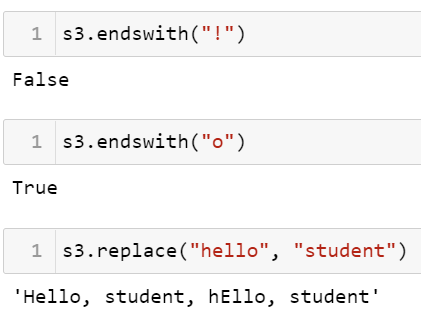 1 s3.endswith("!")
False
1 s3.endswith("o")
True
1 s3.replace("hello", "student")
'Hello, student, hEllo, student'